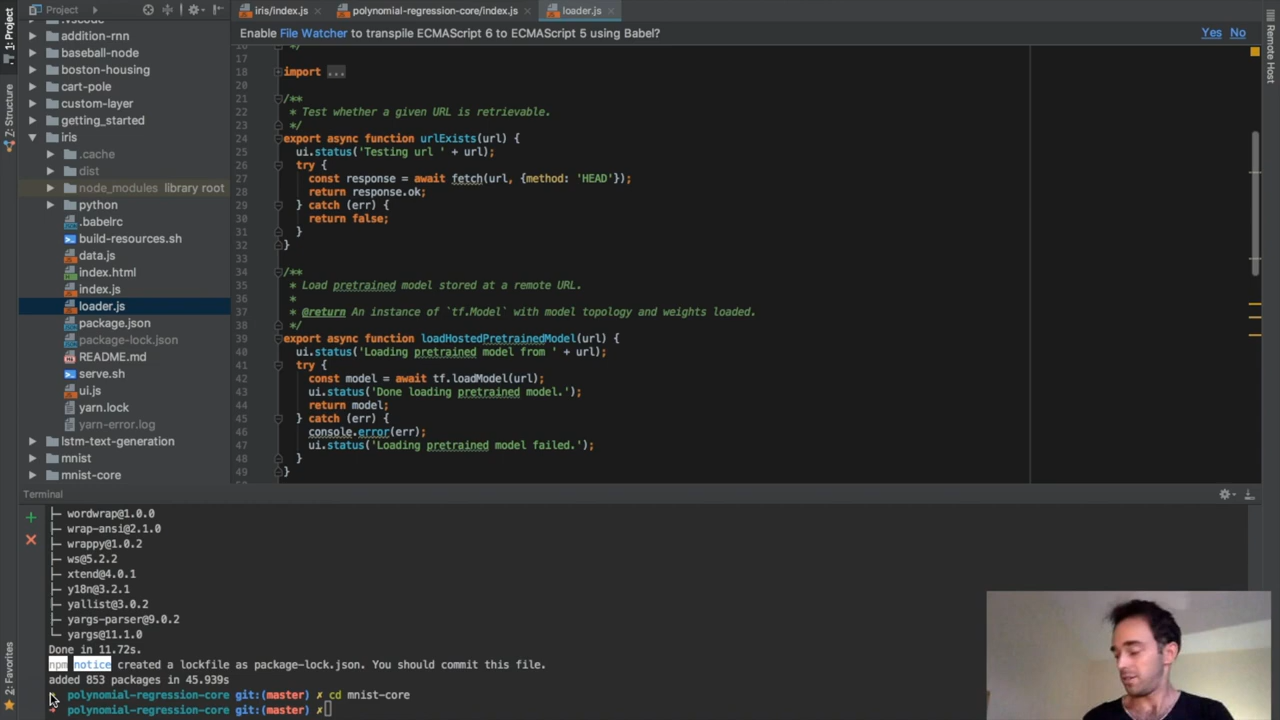 Project
iris/index.js
polynomial-regression-core/index.js
loader.js
Enable File Watcher to transpile ECMAScript 6 to ECMAScript 5 using Babel?
Yes No
1: Project
Z: Structure
2: Favorites
Remote Host
addition-rnn
baseball-node
boston-housing
cart-pole
custom-layer
getting_started
iris
.cache
dist
node_modules library root
python
.babelrc
build-resources.sh
data.js
index.html
index.js
loader.js
package.json
package-lock.json
README.md
serve.sh
ui.js
yarn.lock
yarn-error.log
lstm-text-generation
mnist
mnist-core
17
18 import ...
20
21 /**
22 * Test whether a given URL is retrievable.
23 */
24 export async function urlExists(url) {
25 ui.status('Testing url ' + url);
26 try {
27 const response = await fetch(url, {method: 'HEAD'});
28 return response.ok;
29 } catch (err) {
30 return false;
31 }
32 }
33
34 /**
35 * Load pretrained model stored at a remote URL.
36 *
37 * @return An instance of `tf.Model` with model topology and weights loaded.
38 */
39 export async function loadHostedPretrainedModel(url) {
40 ui.status('Loading pretrained model from ' + url);
41 try {
42 const model = await tf.loadModel(url);
43 ui.status('Done loading pretrained model.');
44 return model;
45 } catch (err) {
46 console.error(err);
47 ui.status('Loading pretrained model failed.');
48 }
49 }
Terminal
├─ wordwrap@1.0.0
├─ wrap-ansi@2.1.0
├─ wrappy@1.0.2
├─ ws@5.2.2
├─ xtend@4.0.1
├─ y18n@3.2.1
├─ yallist@3.0.2
├─ yargs-parser@9.0.2
└─ yargs@11.1.0
Done in 11.72s.
npm notice created a lockfile as package-lock.json. You should commit this file.
added 853 packages in 45.939s
polynomial-regression-core git:(master) ✗ cd mnist-core
polynomial-regression-core git:(master) ✗